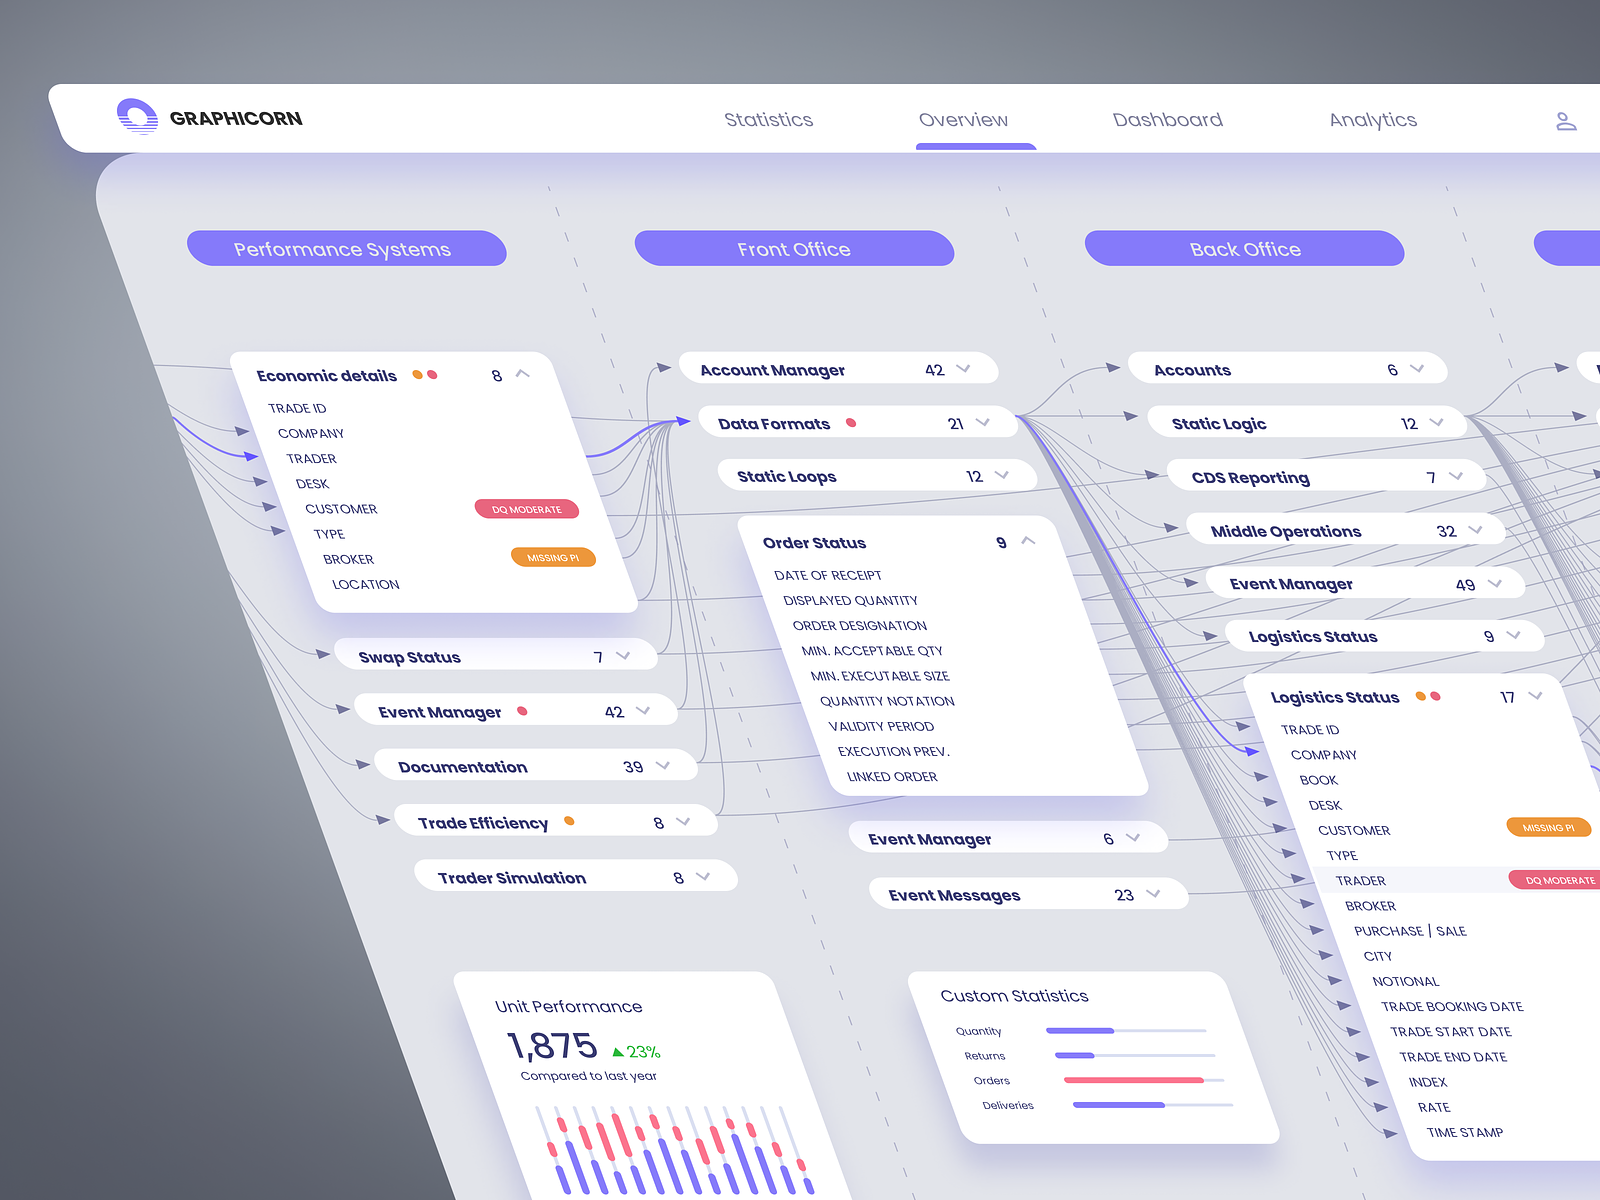 GRAPHICORN
Statistics
Overview
Dashboard
Analytics
Performance Systems
Front Office
Back Office
Economic details 8
TRADE ID
COMPANY
TRADER
DESK
CUSTOMER DQ MODERATE
TYPE
BROKER MISSING PI
LOCATION
Swap Status 7
Event Manager 42
Documentation 39
Trade Efficiency 8
Trader Simulation 8
Account Manager 42
Data Formats 21
Static Loops 12
Order Status 9
DATE OF RECEIPT
DISPLAYED QUANTITY
ORDER DESIGNATION
MIN. ACCEPTABLE QTY
MIN. EXECUTABLE SIZE
QUANTITY NOTATION
VALIDITY PERIOD
EXECUTION PREV.
LINKED ORDER
Event Manager 6
Event Messages 23
Accounts 6
Static Logic 12
CDS Reporting 7
Middle Operations 32
Event Manager 49
Logistics Status 9
Logistics Status 17
TRADE ID
COMPANY
BOOK
DESK
CUSTOMER MISSING PI
TYPE
TRADER DQ MODERATE
BROKER
PURCHASE | SALE
CITY
NOTIONAL
TRADE BOOKING DATE
TRADE START DATE
TRADE END DATE
INDEX
RATE
TIME STAMP
Unit Performance
1,875 23%
Compared to last year
Custom Statistics
Quantity
Returns
Orders
Deliveries